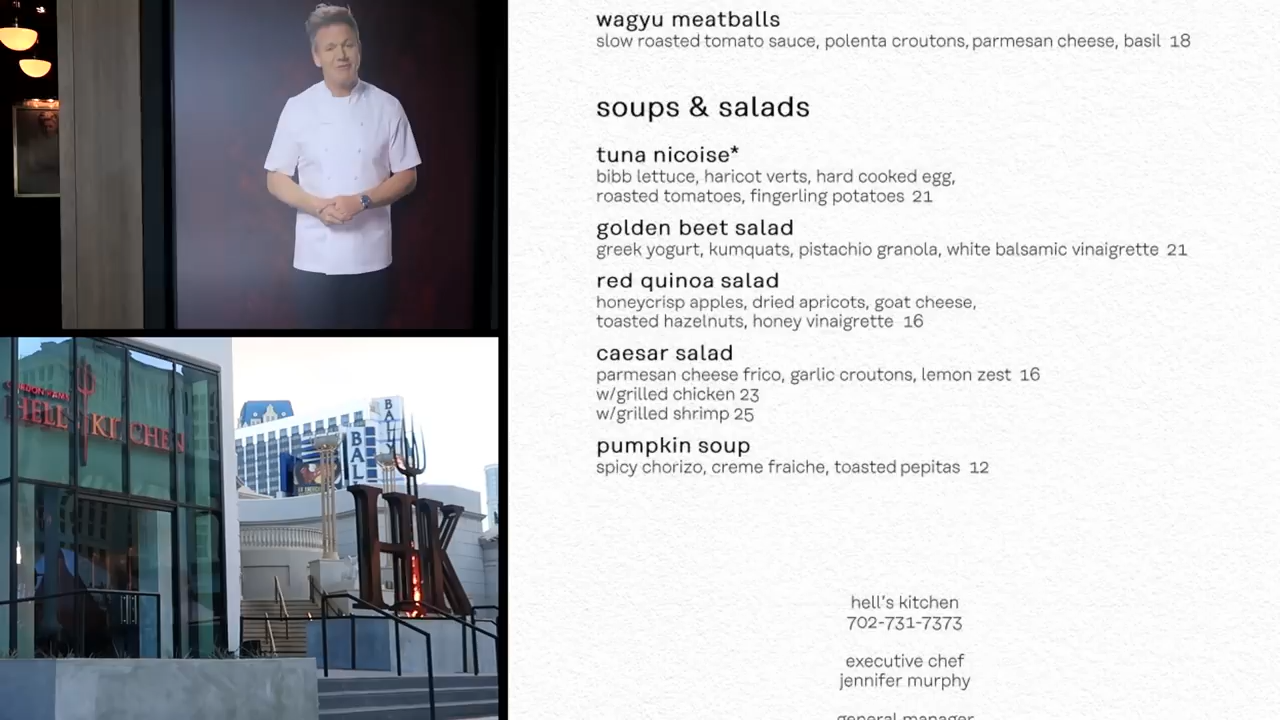 wagyu meatballs
slow roasted tomato sauce, polenta croutons, parmesan cheese, basil 18
soups & salads
tuna nicoise*
bibb lettuce, haricot verts, hard cooked egg,
roasted tomatoes, fingerling potatoes 21
golden beet salad
greek yogurt, kumquats, pistachio granola, white balsamic vinaigrette 21
red quinoa salad
honeycrisp apples, dried apricots, goat cheese,
toasted hazelnuts, honey vinaigrette 16
caesar salad
parmesan cheese frico, garlic croutons, lemon zest 16
w/grilled chicken 23
w/grilled shrimp 25
pumpkin soup
spicy chorizo, creme fraiche, toasted pepitas 12
hell's kitchen
702-731-7373
executive chef
jennifer murphy
general manager
HELL KITCHEN
BALLY
BAL
HK